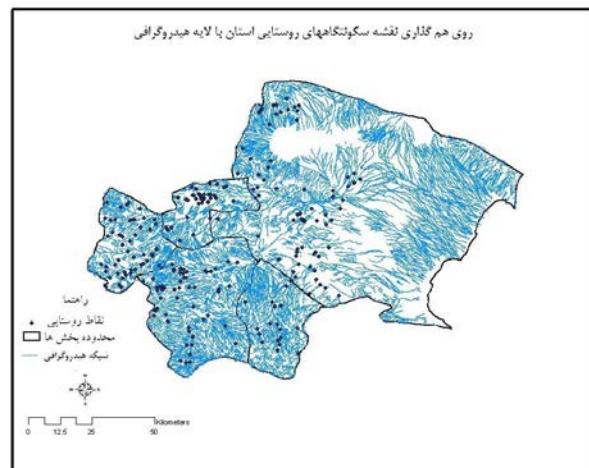 روی هم گذاری نقشه سکونتگاههای روستایی استان با لایه هیدروگرافی
راهنما
نقاط روستایی
محدوده بخش ها
شبکه هیدروگرافی
Kilometers
0 12.5 25 50